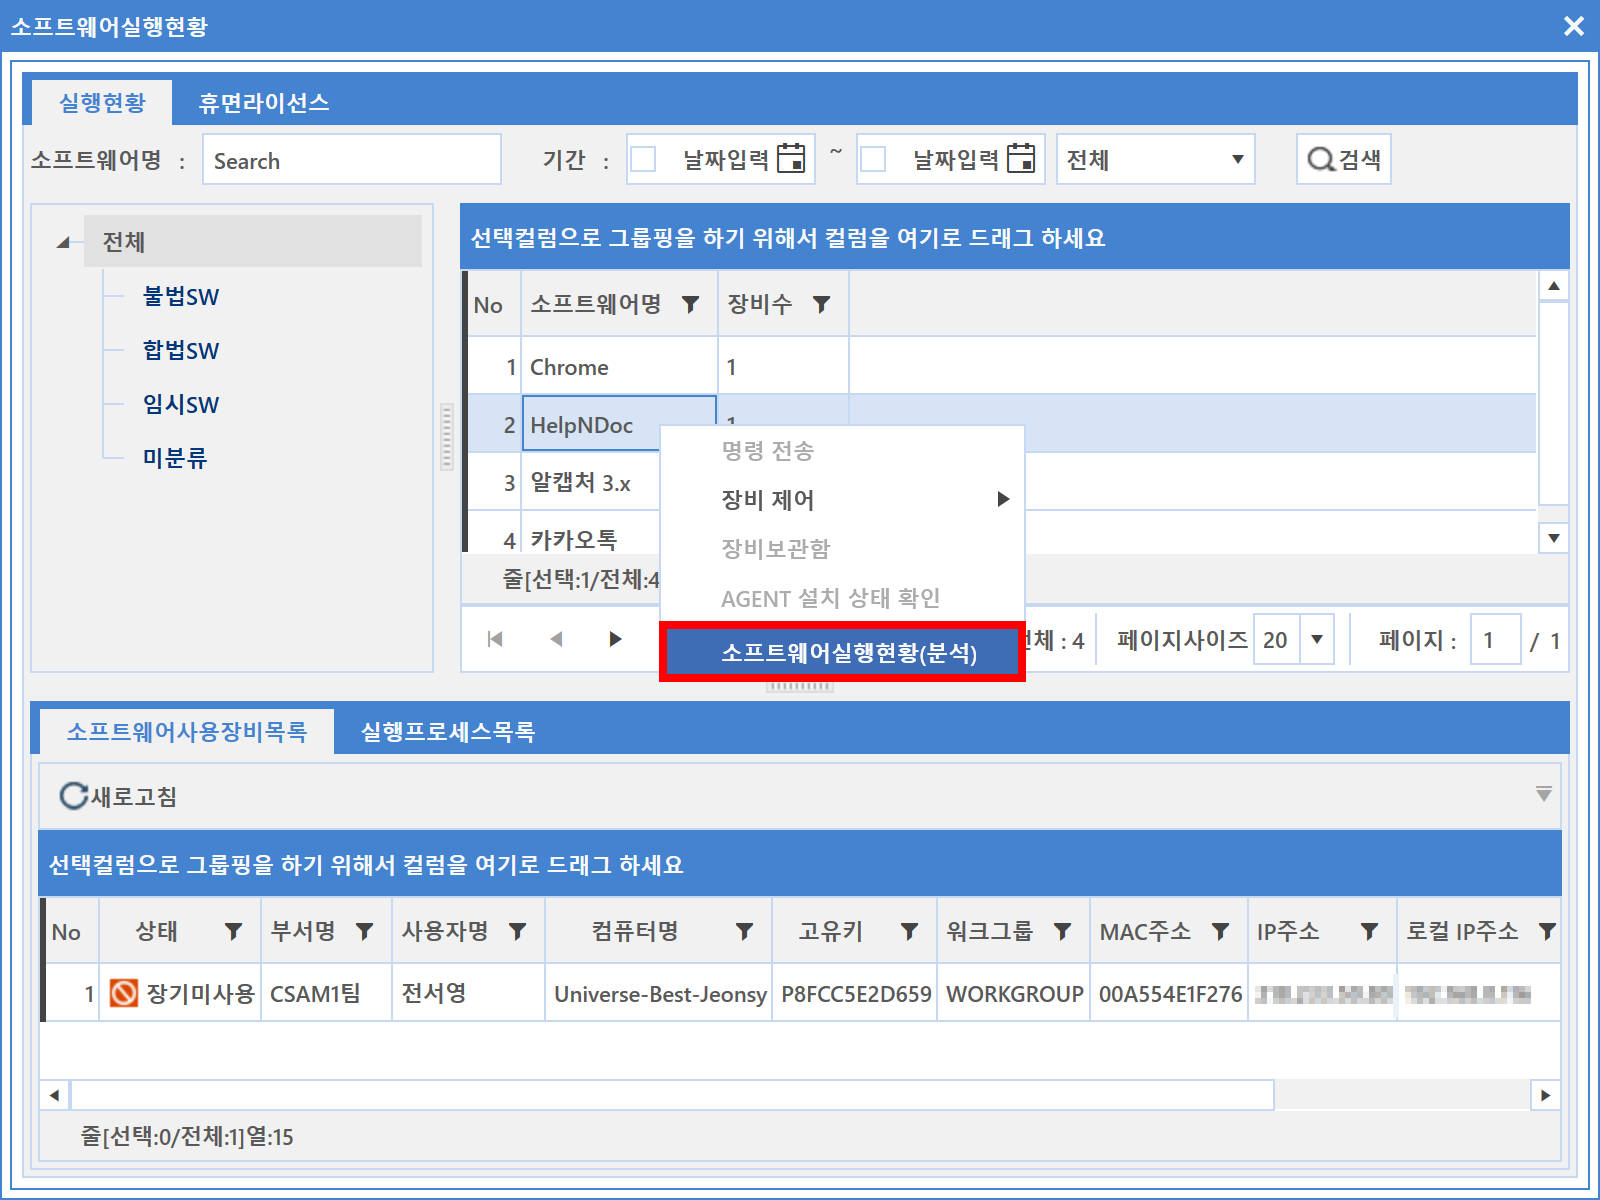 소프트웨어실행현황
실행현황 휴면라이선스
소프트웨어명 : Search 기간 : 날짜입력 ~ 날짜입력 전체 검색
전체
불법SW
합법SW
임시SW
미분류
선택컬럼으로 그룹핑을 하기 위해서 컬럼을 여기로 드래그 하세요
No 소프트웨어명 장비수
1 Chrome 1
2 HelpNDoc 1
3 알캡처 3.x
4 카카오톡
줄[선택:1/전체:4
명령 전송
장비 제어
장비보관함
AGENT 설치 상태 확인
소프트웨어실행현황(분석)
전체 : 4 페이지사이즈 20 페이지 : 1 / 1
소프트웨어사용장비목록 실행프로세스목록
새로고침
선택컬럼으로 그룹핑을 하기 위해서 컬럼을 여기로 드래그 하세요
No 상태 부서명 사용자명 컴퓨터명 고유키 워크그룹 MAC주소 IP주소 로컬 IP주소
1 장기미사용 CSAM1팀 전서영 Universe-Best-Jeonsy P8FCC5E2D659 WORKGROUP 00A554E1F276
줄[선택:0/전체:1]열:15